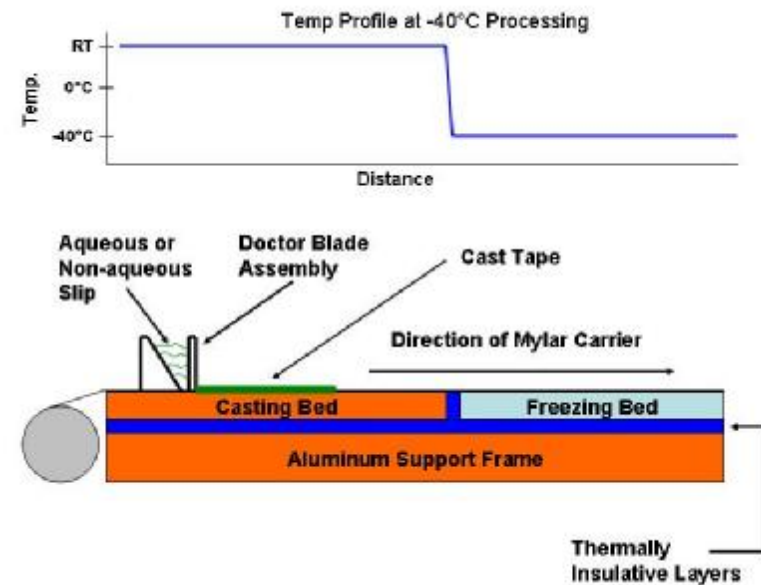 Temp Profile at -40°C Processing
RT
0°C
-40°C
Temp.
Distance
Aqueous or
Non-aqueous
Slip
Doctor Blade
Assembly
Cast Tape
Direction of Mylar Carrier
Casting Bed
Freezing Bed
Aluminum Support Frame
Thermally
Insulative Layers